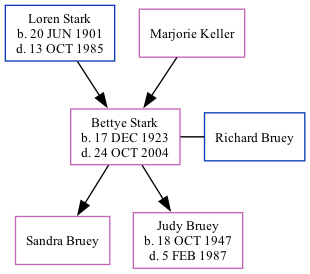 Loren Stark
b. 20 JUN 1901
d. 13 OCT 1985
Marjorie Keller
Bettye Stark
b. 17 DEC 1923
d. 24 OCT 2004
Richard Bruey
Sandra Bruey
Judy Bruey
b. 18 OCT 1947
d. 5 FEB 1987